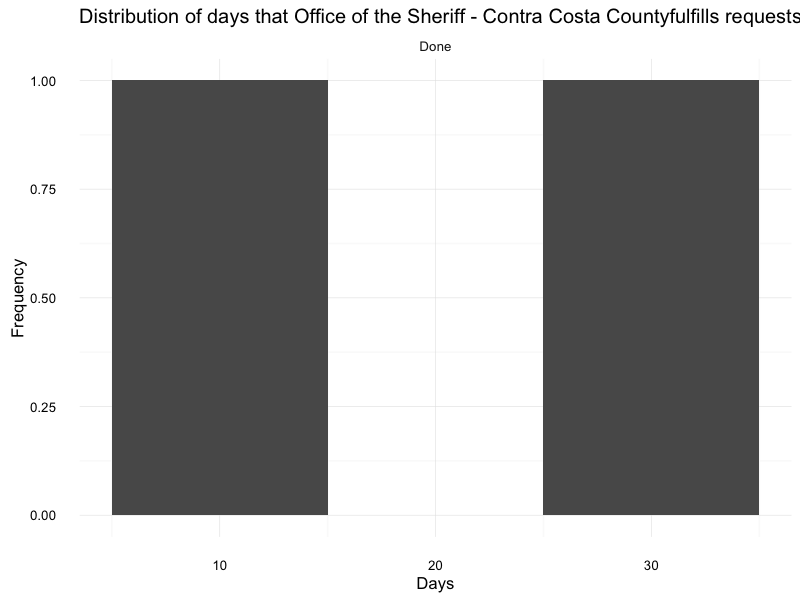 Distribution of days that Office of the Sheriff - Contra Costa Countyfulfills requests
Done
1.00
0.75
0.50
0.25
0.00
Frequency
10
20
30
Days